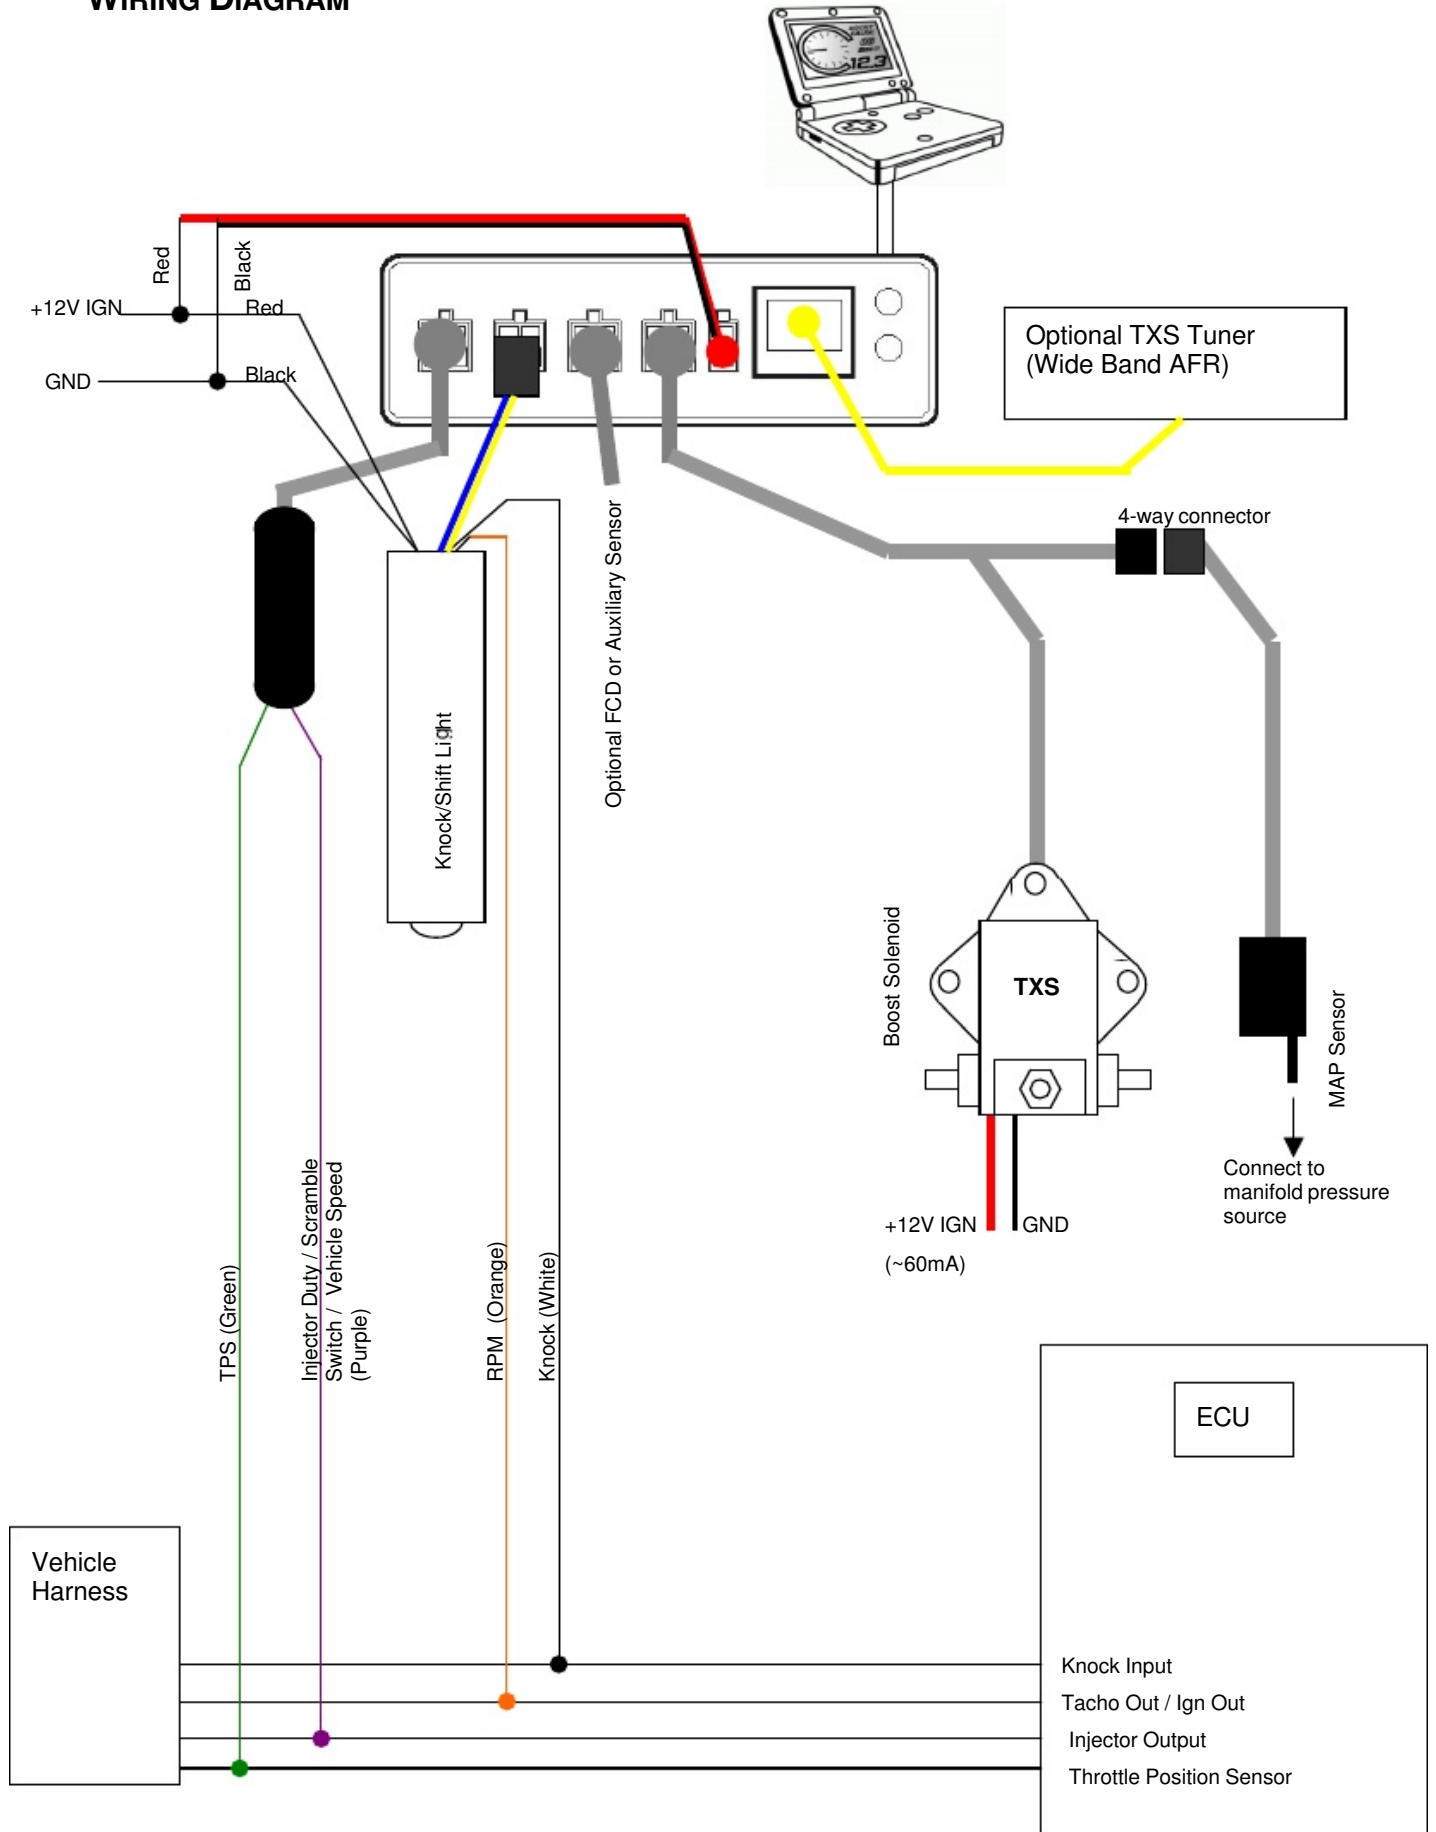 WIRING DIAGRAM
12.3
Red
Black
+12V IGN
Red
GND
Black
Optional TXS Tuner
(Wide Band AFR)
4-way connector
Optional FCD or Auxiliary Sensor
Knock/Shift Light
Boost Solenoid
TXS
MAP Sensor
Connect to
manifold pressure
source
+12V IGN
GND
(~60mA)
TPS (Green)
Injector Duty / Scramble
Switch / Vehicle Speed
(Purple)
RPM (Orange)
Knock (White)
ECU
Vehicle
Harness
Knock Input
Tacho Out / Ign Out
Injector Output
Throttle Position Sensor